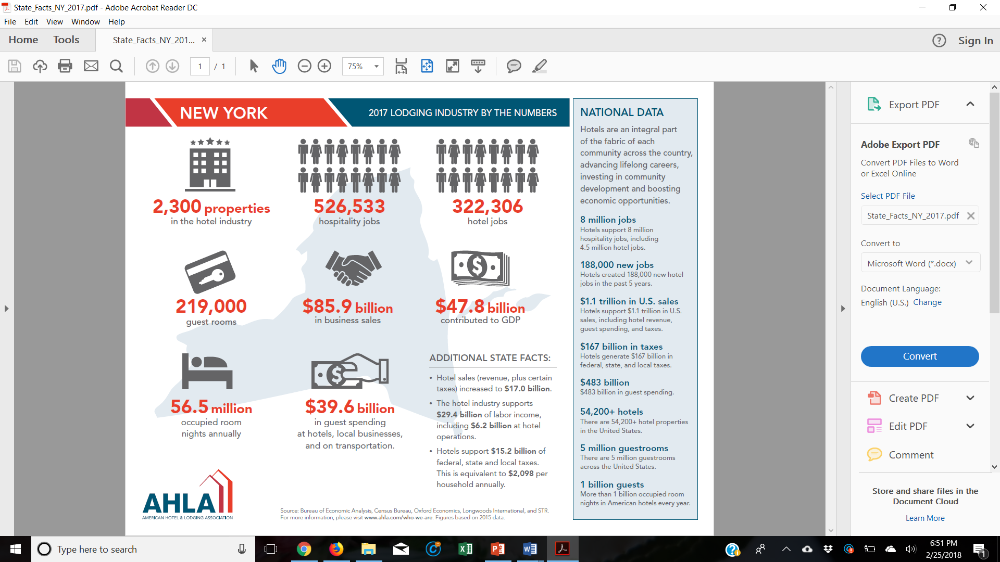 State_Facts_NY_2017.pdf - Adobe Acrobat Reader DC
File Edit View Window Help
Home Tools State_Facts_NY_201... × ? Sign In
1 / 1 75%
NEW YORK
2017 LODGING INDUSTRY BY THE NUMBERS
2,300 properties
in the hotel industry
526,533
hospitality jobs
322,306
hotel jobs
219,000
guest rooms
$85.9 billion
in business sales
$47.8 billion
contributed to GDP
56.5 million
occupied room
nights annually
$39.6 billion
in guest spending
at hotels, local businesses,
and on transportation.
ADDITIONAL STATE FACTS:
• Hotel sales (revenue, plus certain
taxes) increased to $17.0 billion.
• The hotel industry supports
$29.4 billion of labor income,
including $6.2 billion at hotel
operations.
• Hotels support $15.2 billion of
federal, state and local taxes.
This is equivalent to $2,098 per
household annually.
AHLA
AMERICAN HOTEL & LODGING ASSOCIATION
Source: Bureau of Economic Analysis, Census Bureau, Oxford Economics, Longwoods International, and STR.
For more information, please visit www.ahla.com/who-we-are. Figures based on 2015 data.
NATIONAL DATA
Hotels are an integral part
of the fabric of each
community across the country,
advancing lifelong careers,
investing in community
development and boosting
economic opportunities.
8 million jobs
Hotels support 8 million
hospitality jobs, including
4.5 million hotel jobs.
188,000 new jobs
Hotels created 188,000 new hotel
jobs in the past 5 years.
$1.1 trillion in U.S. sales
Hotels support $1.1 trillion in U.S.
sales, including hotel revenue,
guest spending, and taxes.
$167 billion in taxes
Hotels generate $167 billion in
federal, state, and local taxes.
$483 billion
$483 billion in guest spending.
54,200+ hotels
There are 54,200+ hotel properties
in the United States.
5 million guestrooms
There are 5 million guestrooms
across the United States.
1 billion guests
More than 1 billion occupied room
nights in American hotels every year.
Export PDF
Adobe Export PDF
Convert PDF Files to Word
or Excel Online
Select PDF File
State_Facts_NY_2017.pdf
Convert to
Microsoft Word (*.docx)
Document Language:
English (U.S.) Change
Convert
Create PDF
Edit PDF
Comment
Store and share files in the
Document Cloud
Learn More
Type here to search
6:51 PM
2/25/2018
1